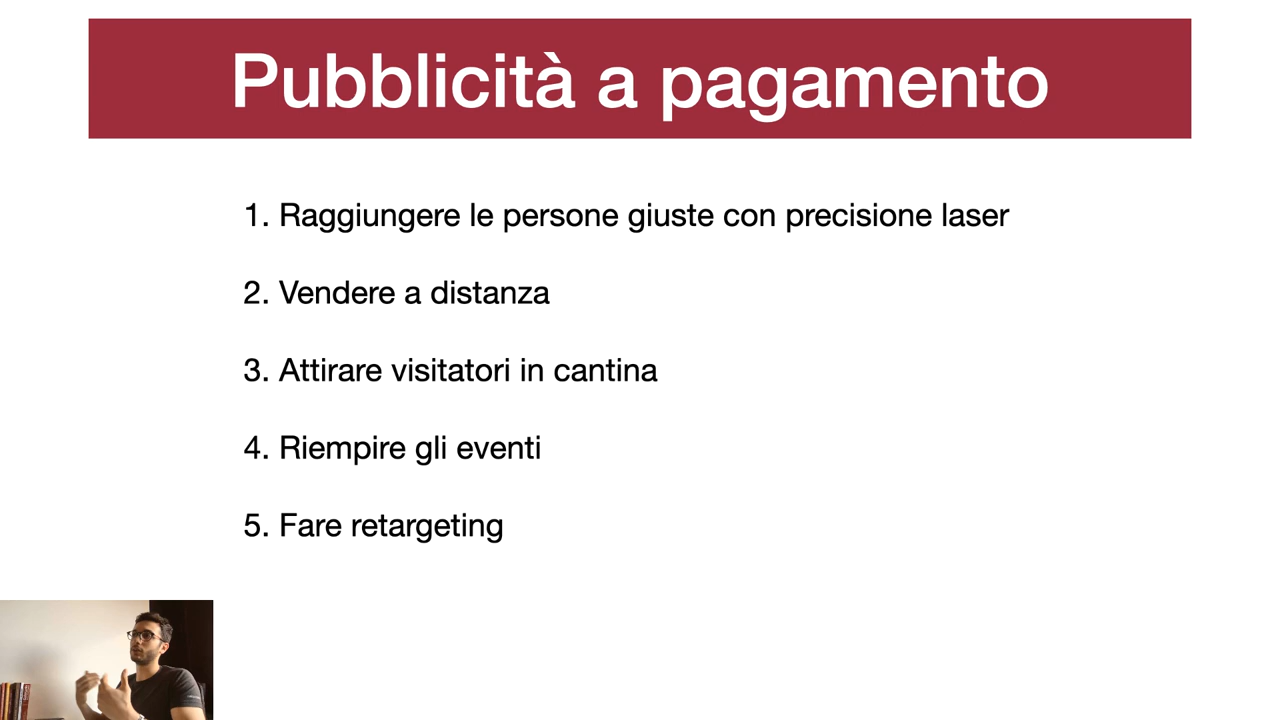 Pubblicità a pagamento
1. Raggiungere le persone giuste con precisione laser
2. Vendere a distanza
3. Attirare visitatori in cantina
4. Riempire gli eventi
5. Fare retargeting